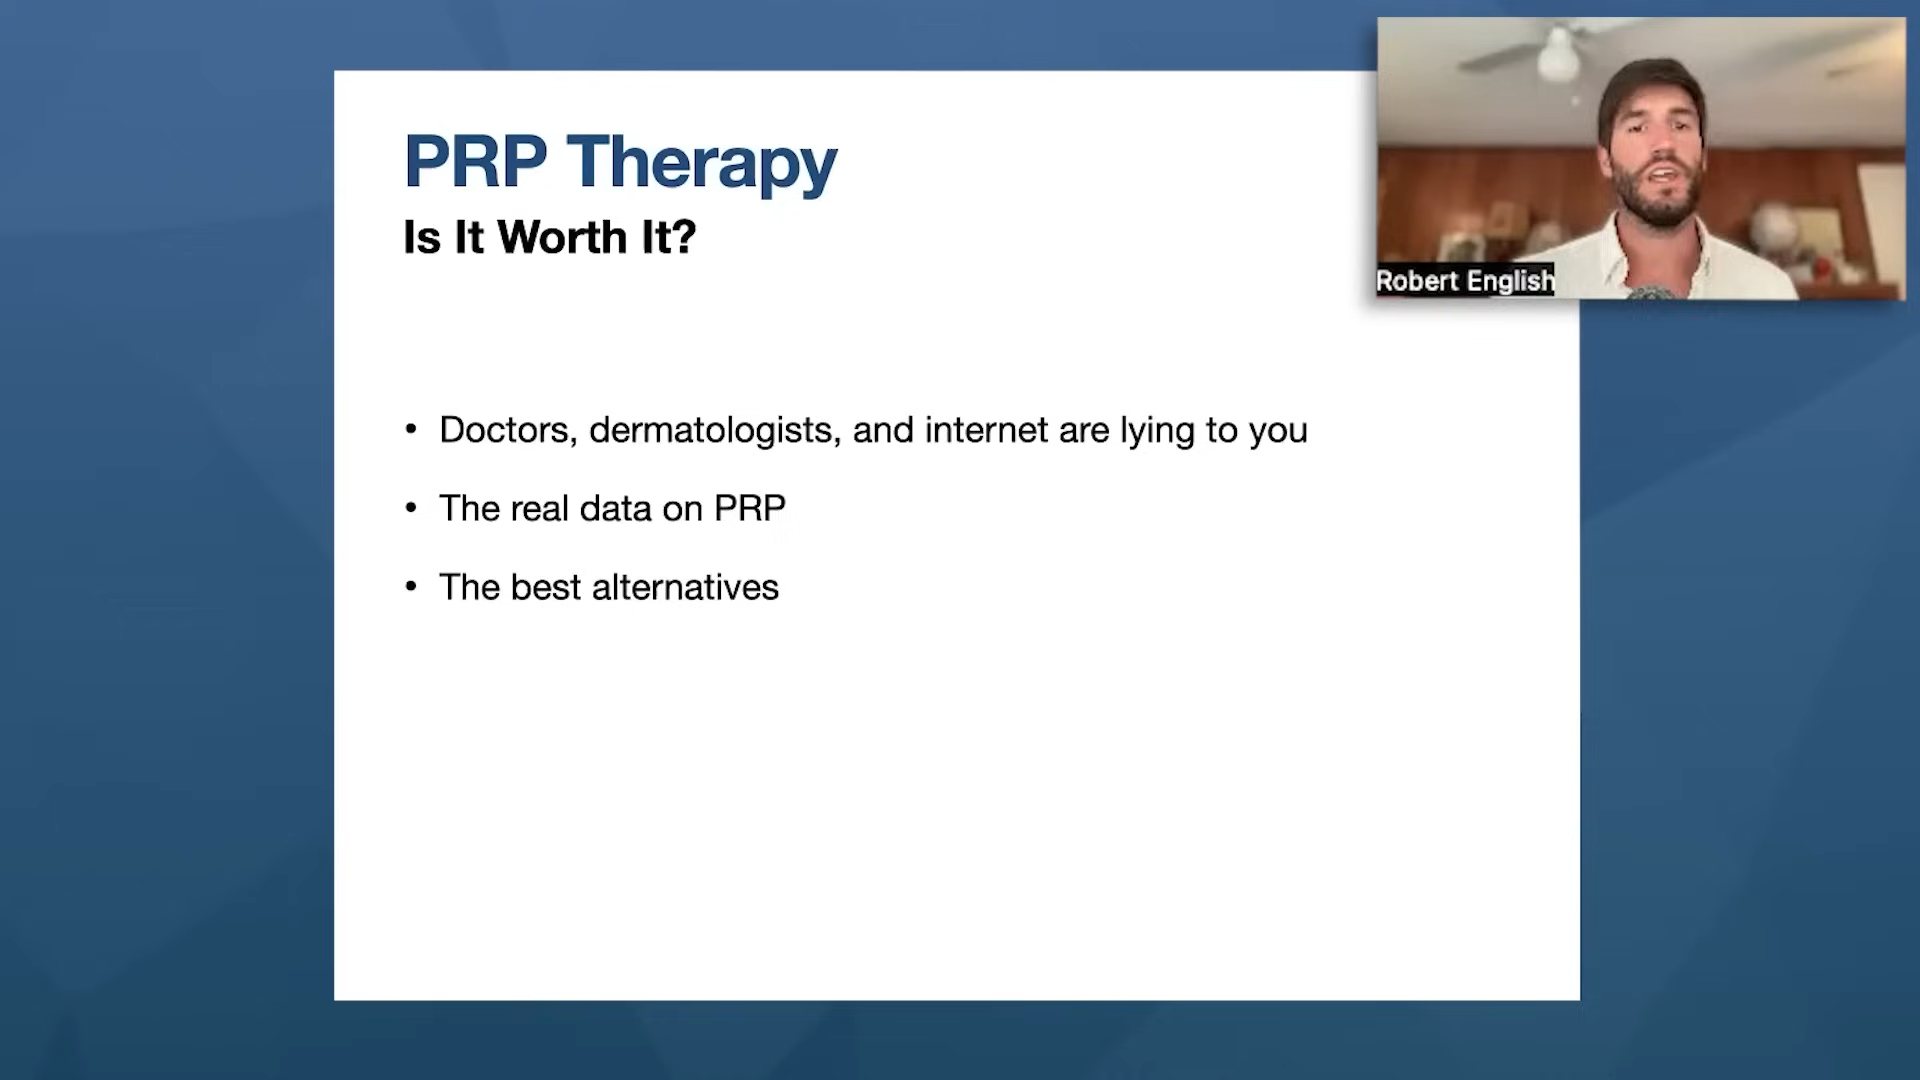 PRP Therapy
Is It Worth It?
Robert English
• Doctors, dermatologists, and internet are lying to you
• The real data on PRP
• The best alternatives